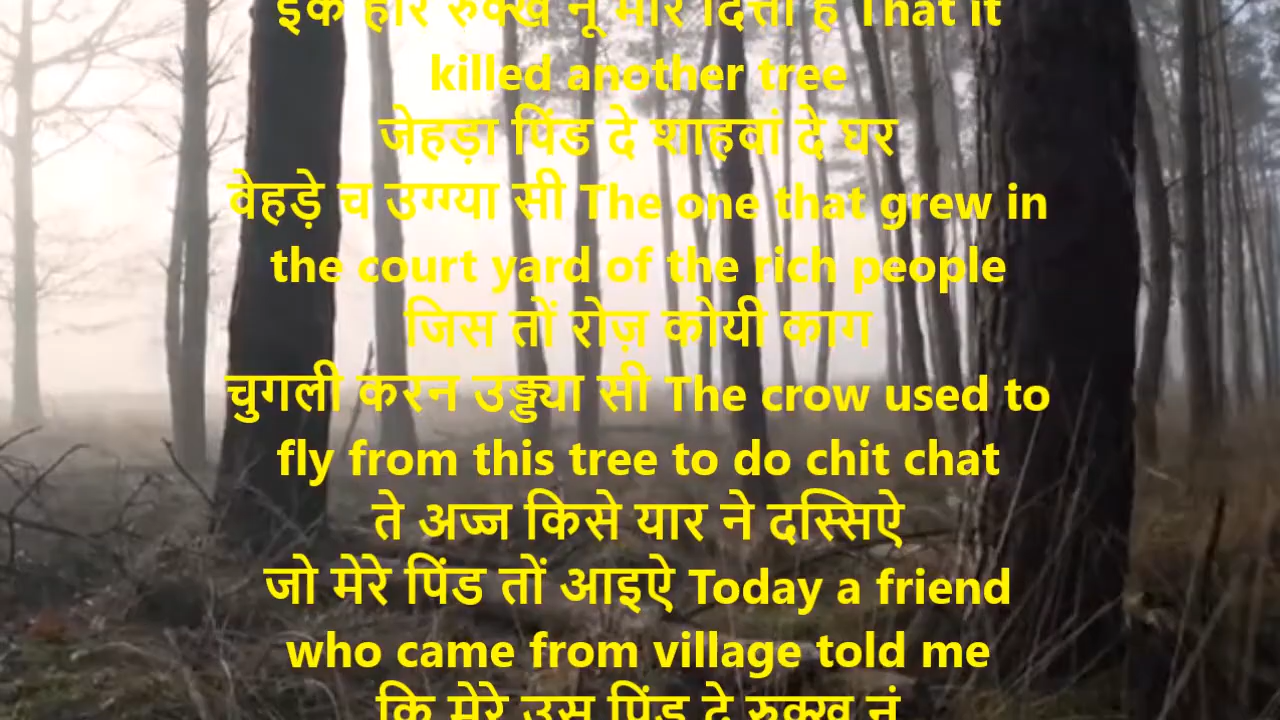 इक होर रुक्ख नूं मार दित्ता है That it
killed another tree
जेहड़ा पिंड दे शाहवां दे घर
वेहड़े च उग्ग्या सी The one that grew in
the court yard of the rich people
जिस तों रोज़ कोयी काग
चुगली करन उड्ड्या सी The crow used to
fly from this tree to do chit chat
ते अज्ज किसे यार ने दस्सिऐ
जो मेरे पिंड तों आइऐ Today a friend
who came from village told me
कि मेरे उस पिंड दे रुक्ख नूं